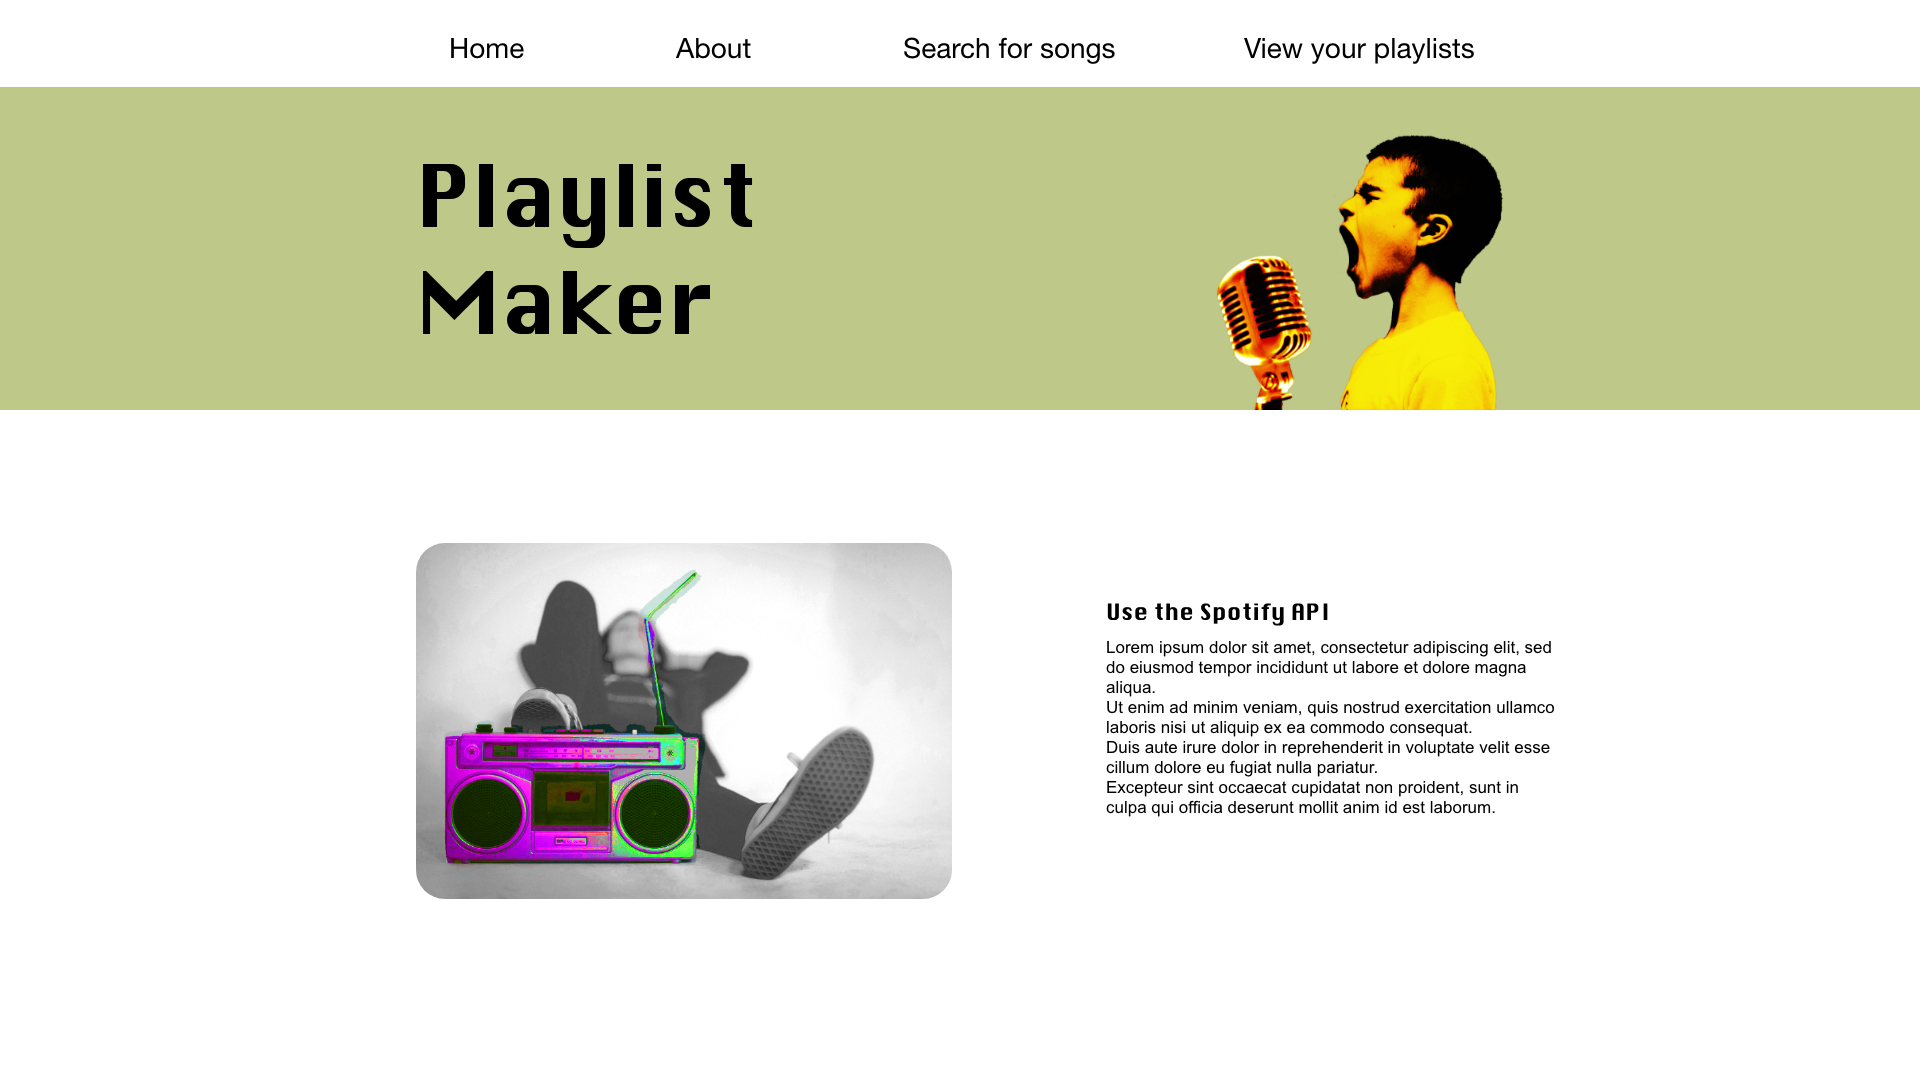 Home About Search for songs View your playlists
Playlist
Maker
Use the Spotify API
Lorem ipsum dolor sit amet, consectetur adipiscing elit, sed
do eiusmod tempor incididunt ut labore et dolore magna
aliqua.
Ut enim ad minim veniam, quis nostrud exercitation ullamco
laboris nisi ut aliquip ex ea commodo consequat.
Duis aute irure dolor in reprehenderit in voluptate velit esse
cillum dolore eu fugiat nulla pariatur.
Excepteur sint occaecat cupidatat non proident, sunt in
culpa qui officia deserunt mollit anim id est laborum.